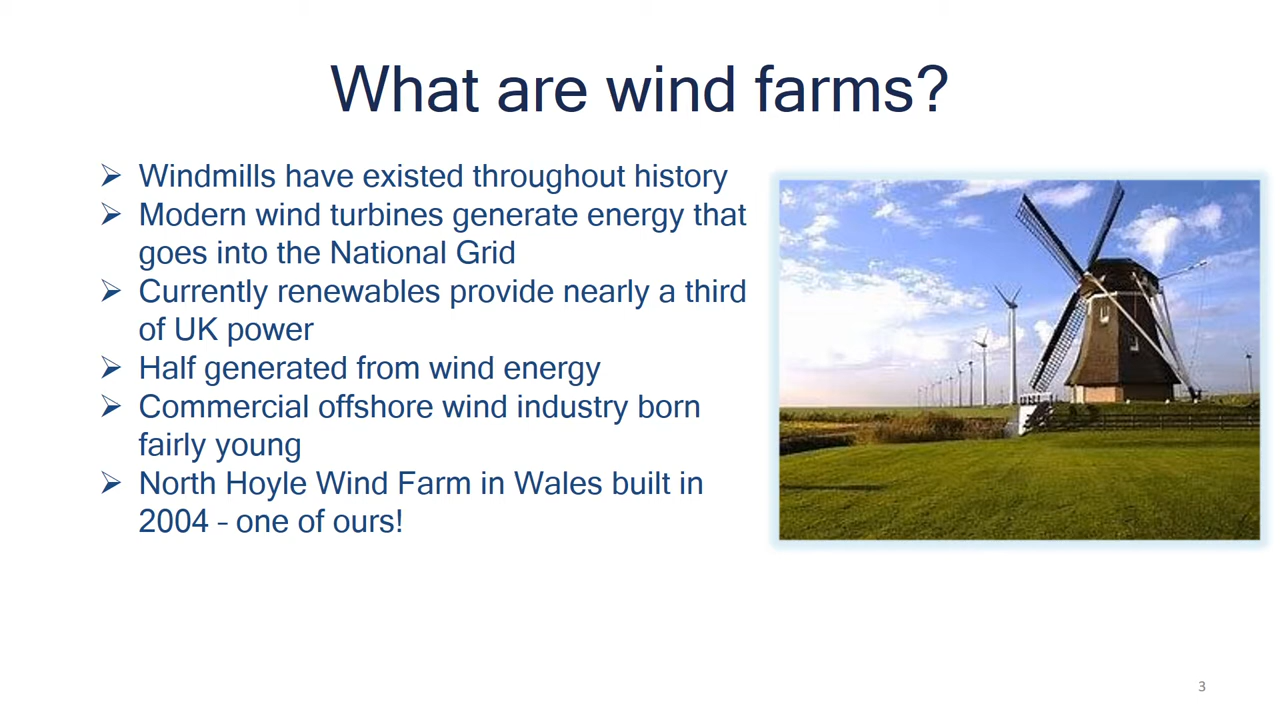 What are wind farms?
➢ Windmills have existed throughout history
➢ Modern wind turbines generate energy that
goes into the National Grid
➢ Currently renewables provide nearly a third
of UK power
➢ Half generated from wind energy
➢ Commercial offshore wind industry born
fairly young
➢ North Hoyle Wind Farm in Wales built in
2004 - one of ours!
3